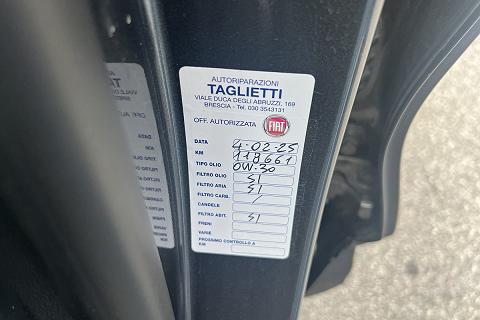 AUTORIPARAZIONI
TAGLIETTI
VIALE DUCA DEGLI ABRUZZI, 169
BRESCIA - Tel. 030 3543131
OFF. AUTORIZZATA FIAT
DATA 4-02-25
KM 118661
TIPO OLIO 0W-30
FILTRO OLIO SI
FILTRO ARIA SI
FILTRO CARB. /
CANDELE
FILTRO ABIT. SI
FRENI
VARIE
PROSSIMO CONTROLLO A
KM